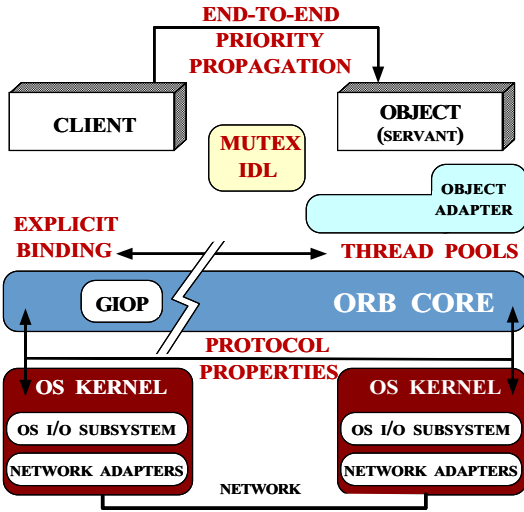 END-TO-END
PRIORITY
PROPAGATION
CLIENT
OBJECT
(SERVANT)
MUTEX
IDL
OBJECT
ADAPTER
EXPLICIT
BINDING
THREAD POOLS
GIOP
ORB CORE
PROTOCOL
PROPERTIES
OS KERNEL
OS I/O SUBSYSTEM
NETWORK ADAPTERS
OS KERNEL
OS I/O SUBSYSTEM
NETWORK ADAPTERS
NETWORK